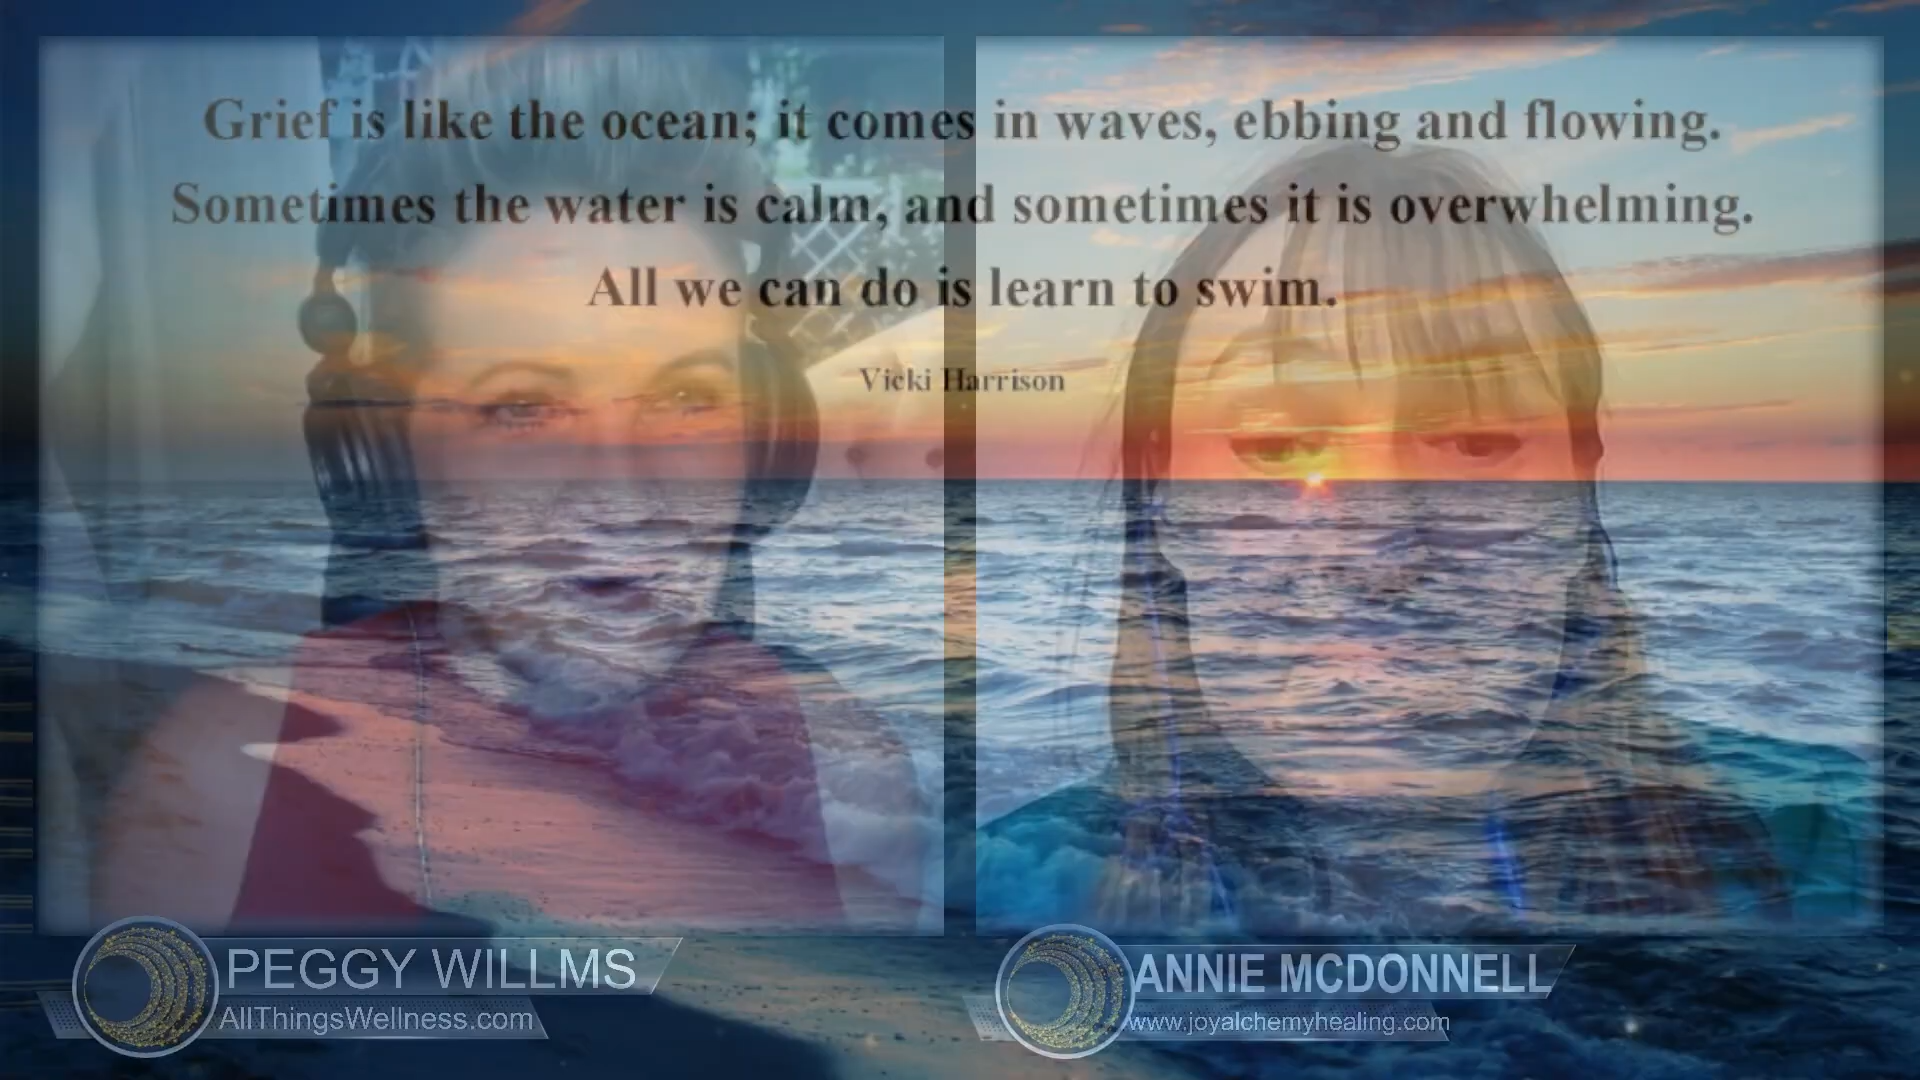 Grief is like the ocean; it comes in waves, ebbing and flowing.
Sometimes the water is calm, and sometimes it is overwhelming.
All we can do is learn to swim.
Vicki Harrison
PEGGY WILLMS
AllThingsWellness.com
ANNIE MCDONNELL
www.joyalchemyhealing.com